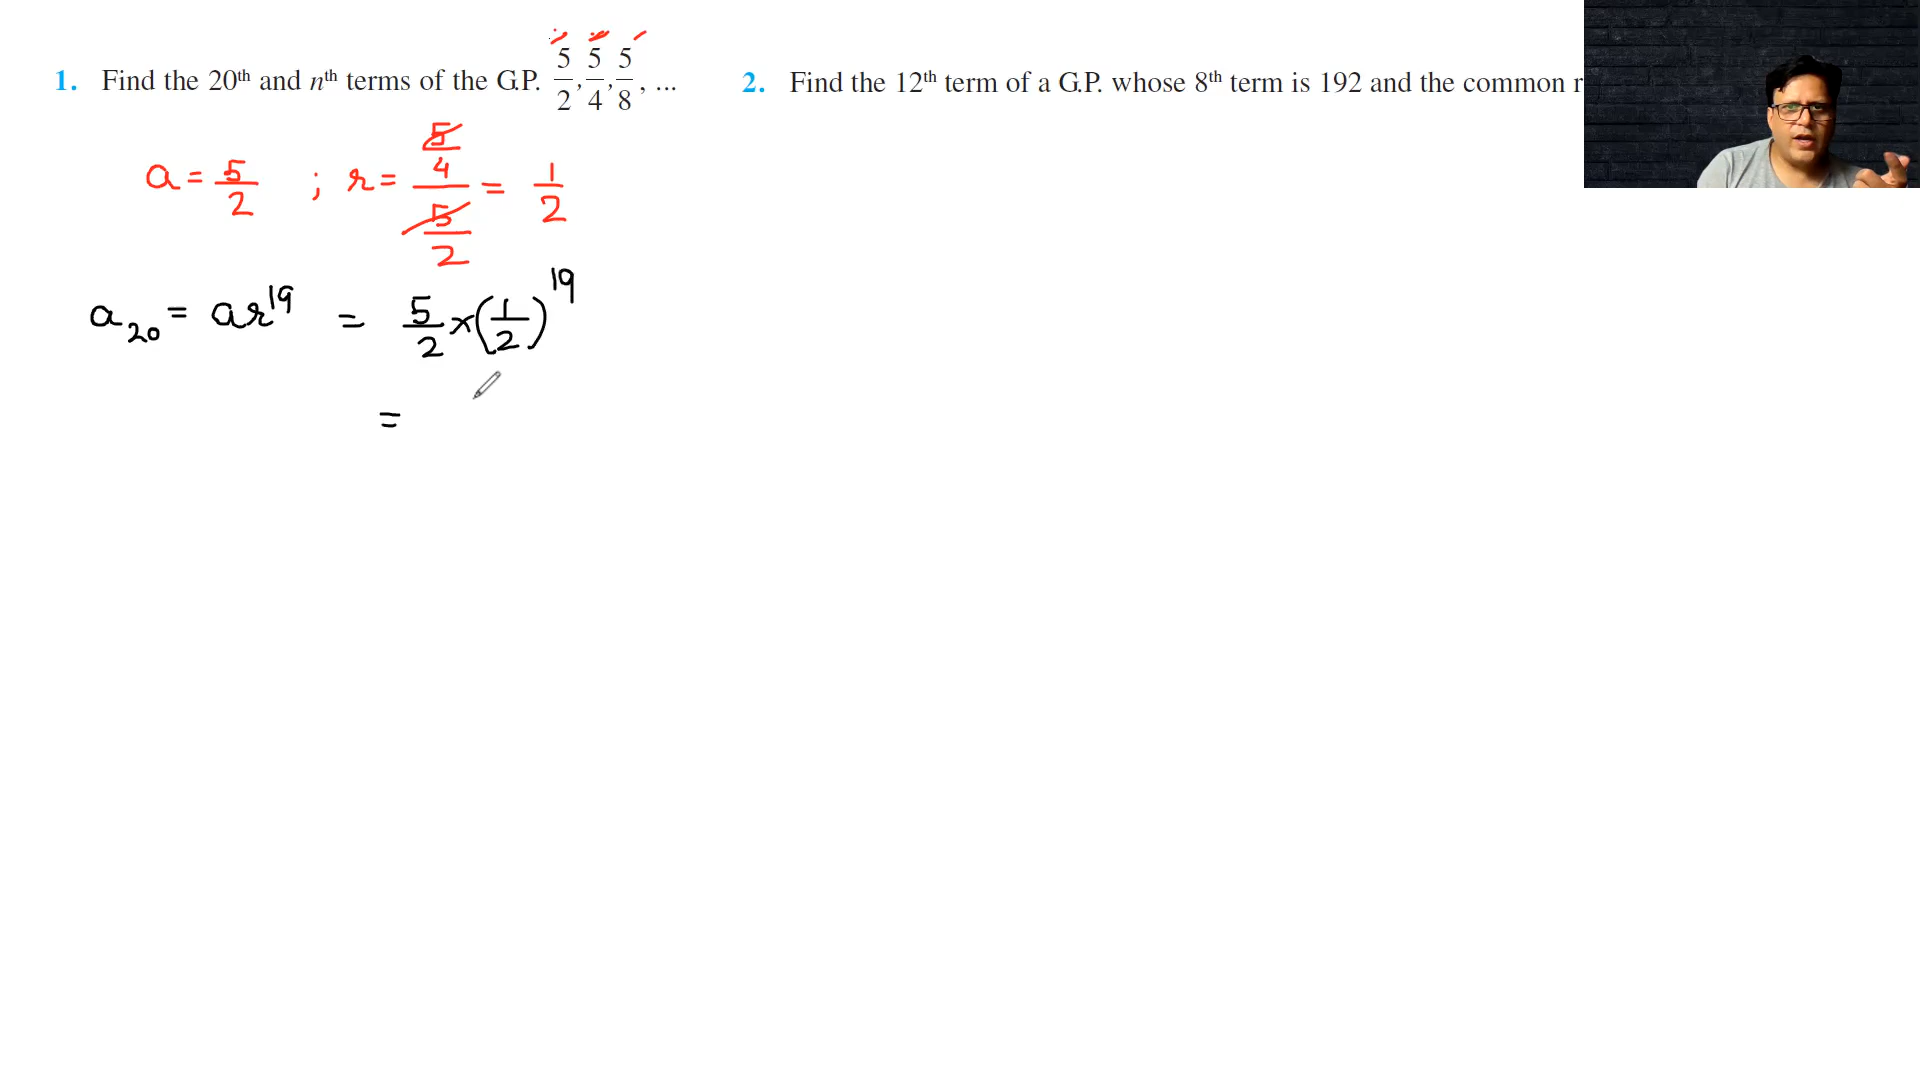 1. Find the 20th and nth terms of the G.P. 5/2, 5/4, 5/8, ...
a = 5/2 ; r = (5/4)/(5/2) = 1/2
a₂₀ = ar¹⁹ = 5/2 × (1/2)¹⁹
=
2. Find the 12th term of a G.P. whose 8th term is 192 and the common r